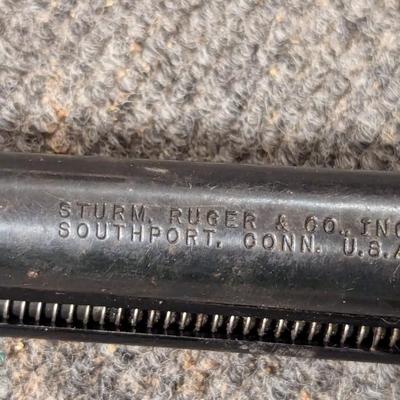 STURM, RUGER & CO., INC
SOUTHPORT, CONN. U.S.A